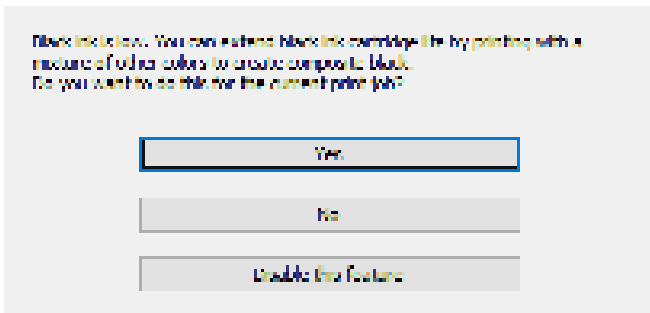 Black ink is low. You can extend black ink cartridge life by printing with a
mixture of other colors to create composite black.
Do you want to do this for the current print job?
Yes
No
Disable this feature